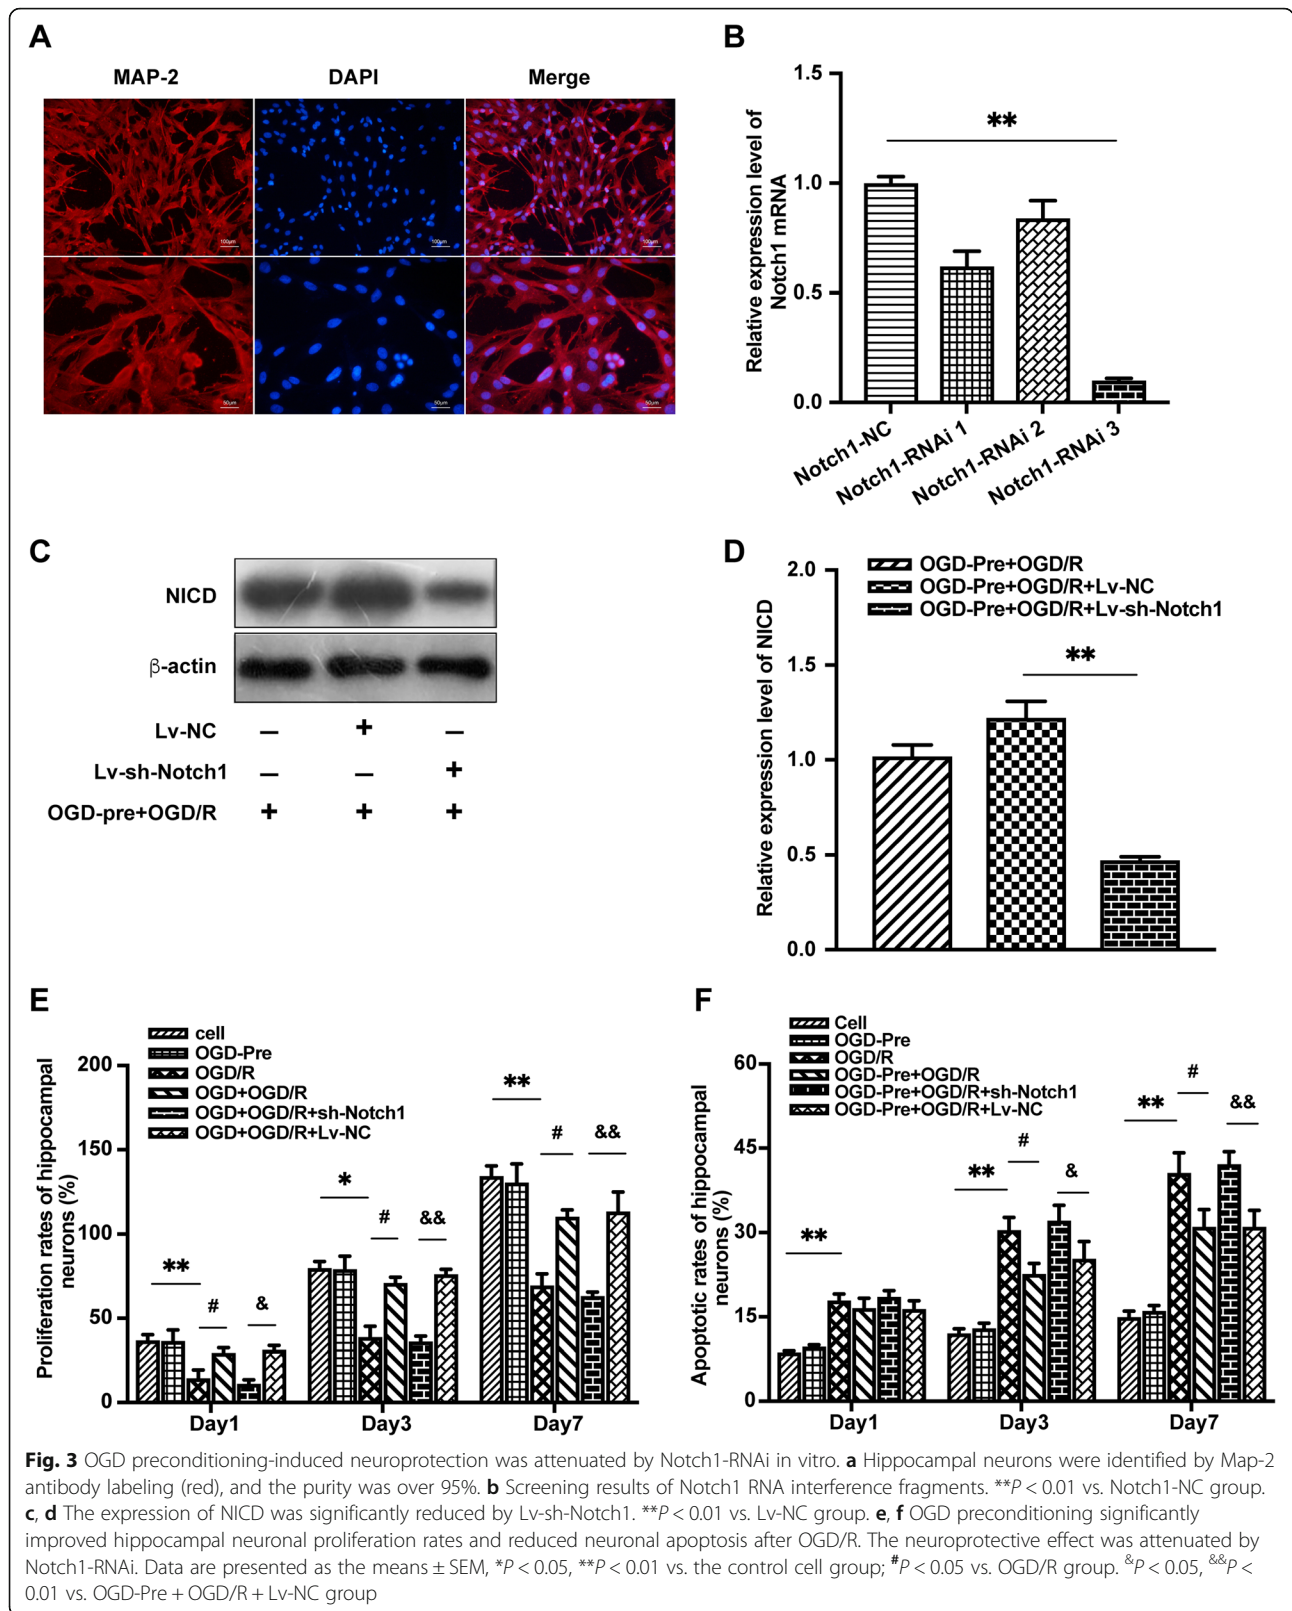 A
MAP-2
DAPI
Merge
100μm
100μm
100μm
50μm
50μm
50μm
B
Relative expression level of
Notch1 mRNA
1.5
1.0
0.5
0.0
**
Notch1-NC
Notch1-RNAi 1
Notch1-RNAi 2
Notch1-RNAi 3
C
NICD
β-actin
Lv-NC − + −
Lv-sh-Notch1 − − +
OGD-pre+OGD/R + + +
D
Relative expression level of NICD
2.0
1.5
1.0
0.5
0.0
OGD-Pre+OGD/R
OGD-Pre+OGD/R+Lv-NC
OGD-Pre+OGD/R+Lv-sh-Notch1
**
E
Proliferation rates of hippocampal
neurons (%)
200
150
100
50
0
cell
OGD-Pre
OGD/R
OGD+OGD/R
OGD+OGD/R+sh-Notch1
OGD+OGD/R+Lv-NC
** # &
* # &&
** # &&
Day1
Day3
Day7
F
Apoptotic rates of hippocampal
neurons (%)
60
45
30
15
0
Cell
OGD-Pre
OGD/R
OGD-Pre+OGD/R
OGD-Pre+OGD/R+sh-Notch1
OGD-Pre+OGD/R+Lv-NC
**
** # &
** # &&
Day1
Day3
Day7
Fig. 3 OGD preconditioning-induced neuroprotection was attenuated by Notch1-RNAi in vitro. a Hippocampal neurons were identified by Map-2
antibody labeling (red), and the purity was over 95%. b Screening results of Notch1 RNA interference fragments. **P < 0.01 vs. Notch1-NC group.
c, d The expression of NICD was significantly reduced by Lv-sh-Notch1. **P < 0.01 vs. Lv-NC group. e, f OGD preconditioning significantly
improved hippocampal neuronal proliferation rates and reduced neuronal apoptosis after OGD/R. The neuroprotective effect was attenuated by
Notch1-RNAi. Data are presented as the means ± SEM, *P < 0.05, **P < 0.01 vs. the control cell group; #P < 0.05 vs. OGD/R group. &P < 0.05, &&P <
0.01 vs. OGD-Pre + OGD/R + Lv-NC group